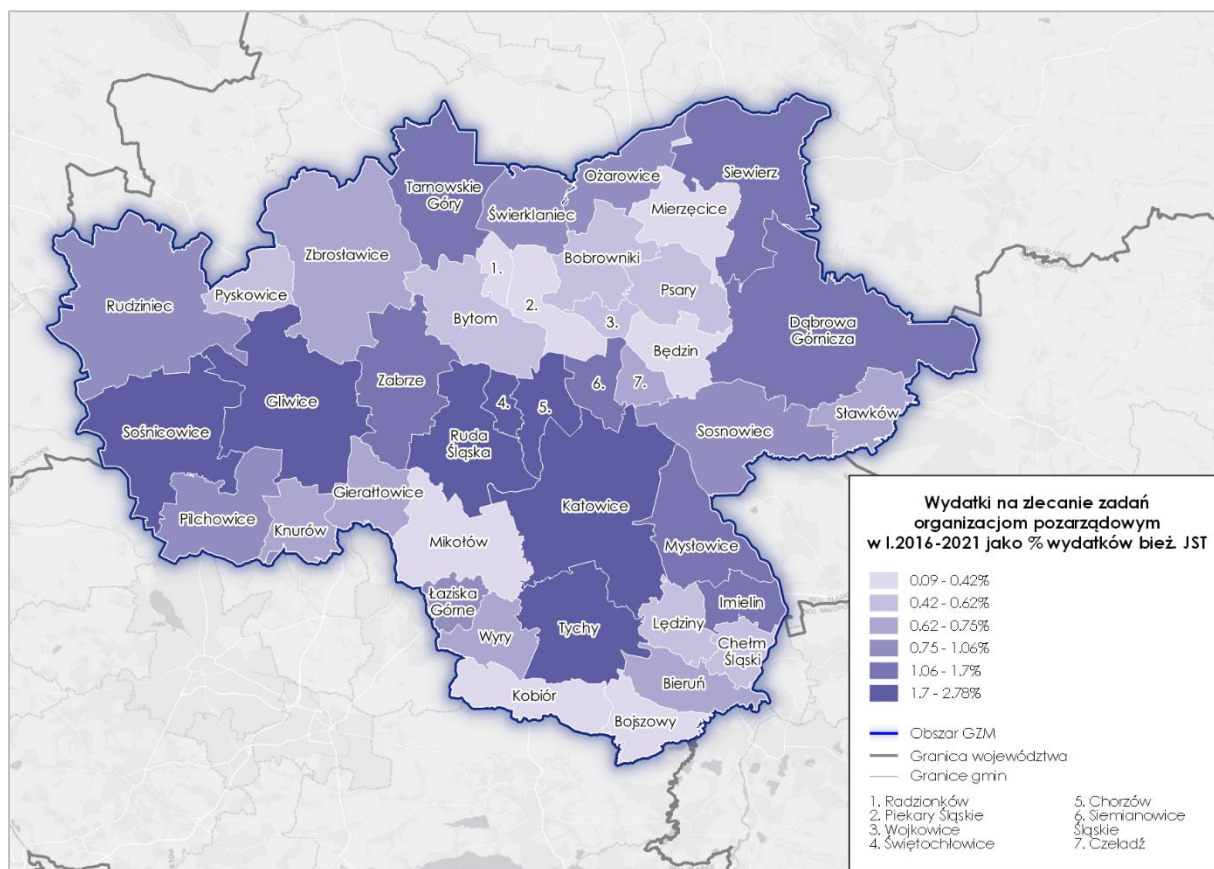 Tarnowskie
Góry
Świerklaniec
Ożarowice
Siewierz
Mierzęcice
Zbrosławice
Bobrowniki
Rudziniec
Pyskowice
1.
2.
Psary
Bytom
3.
Będzin
Dąbrowa
Górnicza
Zabrze
6.
7.
Gliwice
4.
5.
Sławków
Sośnicowice
Ruda
Śląska
Sosnowiec
Gierałtowice
Katowice
Pilchowice
Knurów
Mikołów
Mysłowice
Łaziska
Górne
Imielin
Wyry
Tychy
Lędziny
Chełm
Śląski
Bieruń
Kobiór
Bojszowy
Wydatki na zlecanie zadań
organizacjom pozarządowym
w l.2016-2021 jako % wydatków bież. JST
0.09 - 0.42%
0.42 - 0.62%
0.62 - 0.75%
0.75 - 1.06%
1.06 - 1.7%
1.7 - 2.78%
Obszar GZM
Granica województwa
Granice gmin
1. Radzionków
2. Piekary Śląskie
3. Wojkowice
4. Świętochłowice
5. Chorzów
6. Siemianowice
Śląskie
7. Czeladź